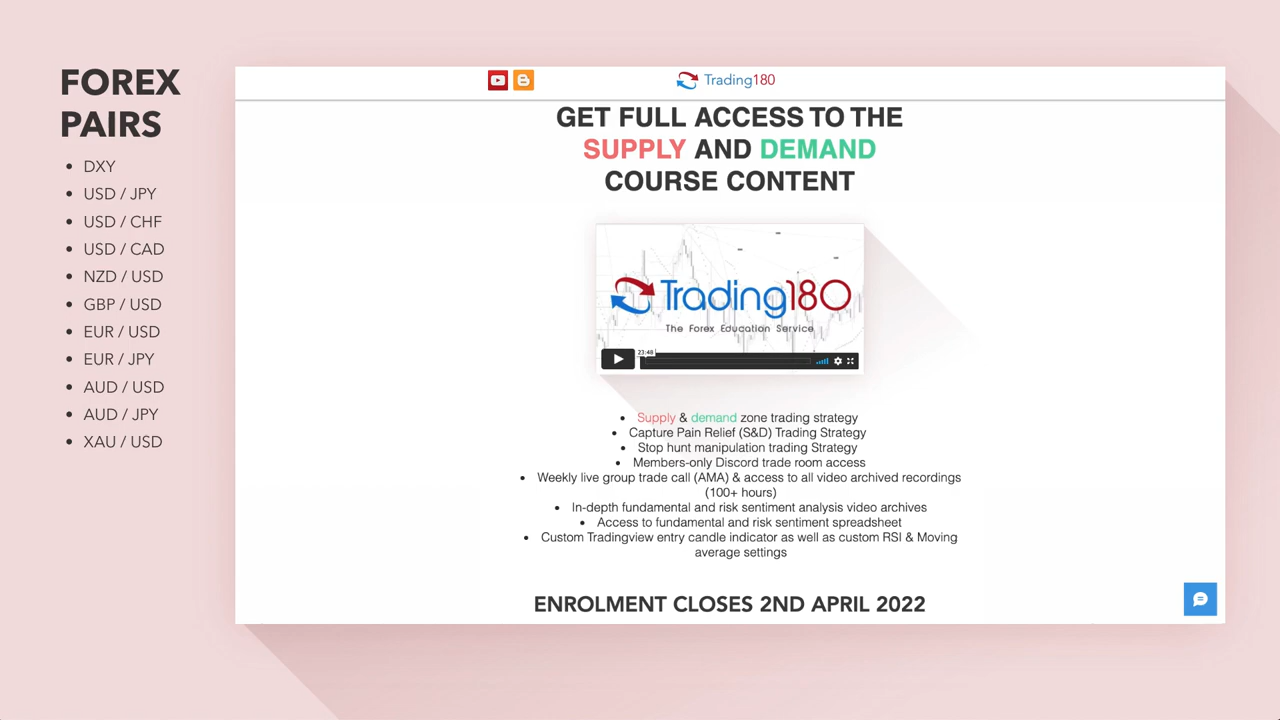 FOREX
PAIRS
• DXY
• USD / JPY
• USD / CHF
• USD / CAD
• NZD / USD
• GBP / USD
• EUR / USD
• EUR / JPY
• AUD / USD
• AUD / JPY
• XAU / USD
Trading180
GET FULL ACCESS TO THE
SUPPLY AND DEMAND
COURSE CONTENT
Trading180
The Forex Education Service
23:48
• Supply & demand zone trading strategy
• Capture Pain Relief (S&D) Trading Strategy
• Stop hunt manipulation trading Strategy
• Members-only Discord trade room access
• Weekly live group trade call (AMA) & access to all video archived recordings
(100+ hours)
• In-depth fundamental and risk sentiment analysis video archives
• Access to fundamental and risk sentiment spreadsheet
• Custom Tradingview entry candle indicator as well as custom RSI & Moving
average settings
ENROLMENT CLOSES 2ND APRIL 2022